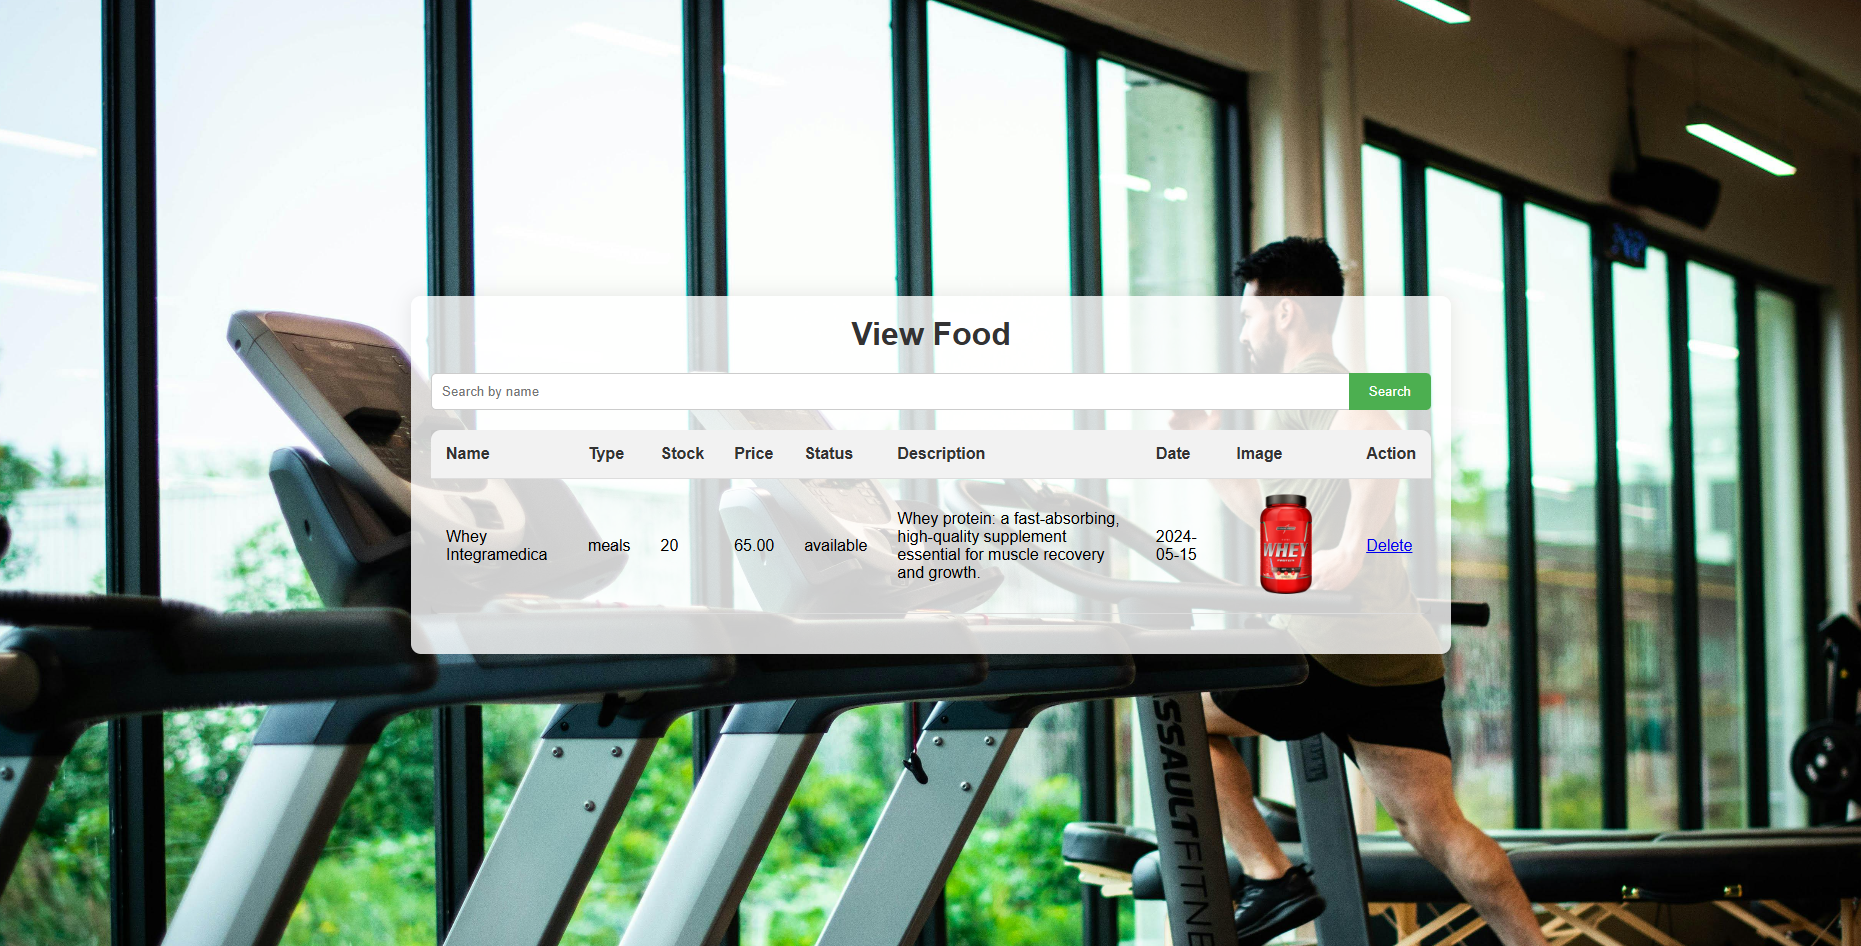 View Food
Search by name
Search
Name Type Stock Price Status Description Date Image Action
Whey
Integramedica
meals
20
65.00
available
Whey protein: a fast-absorbing,
high-quality supplement
essential for muscle recovery
and growth.
2024-
05-15
WHEY
PROTEIN
Delete
SSAULTFITNE